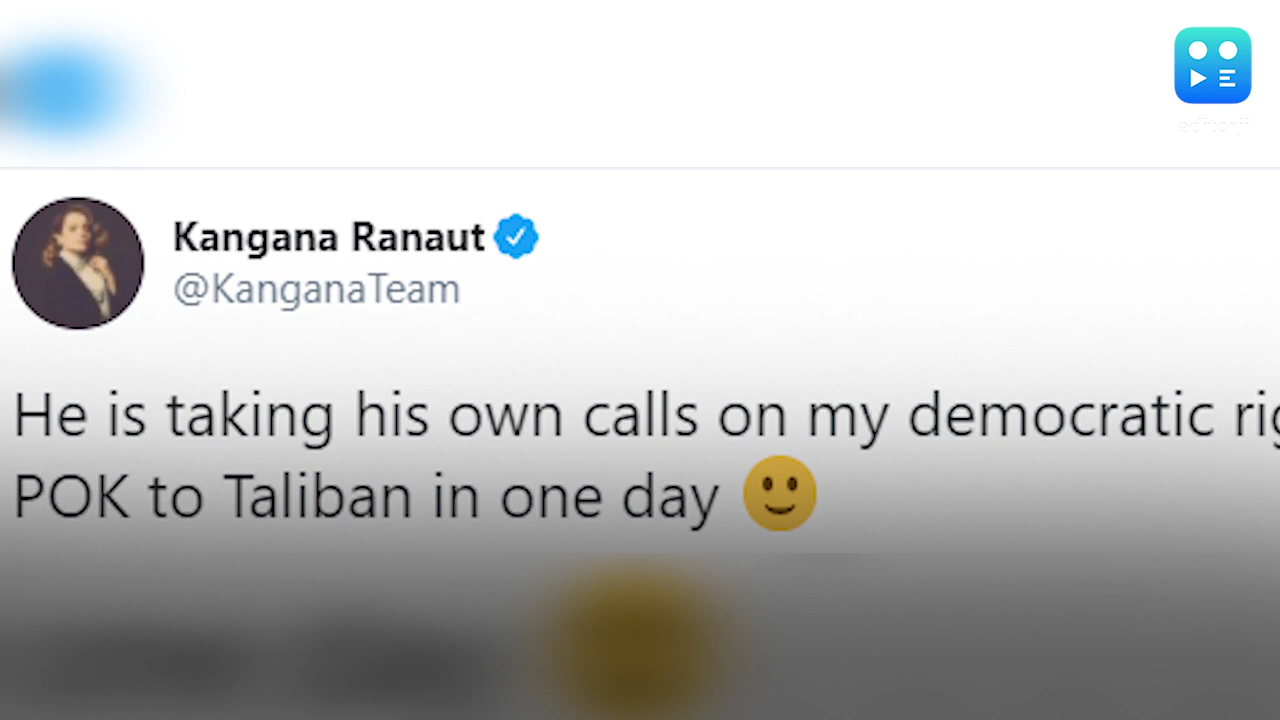 Kangana Ranaut
@KanganaTeam
He is taking his own calls on my democratic
POK to Taliban in one day